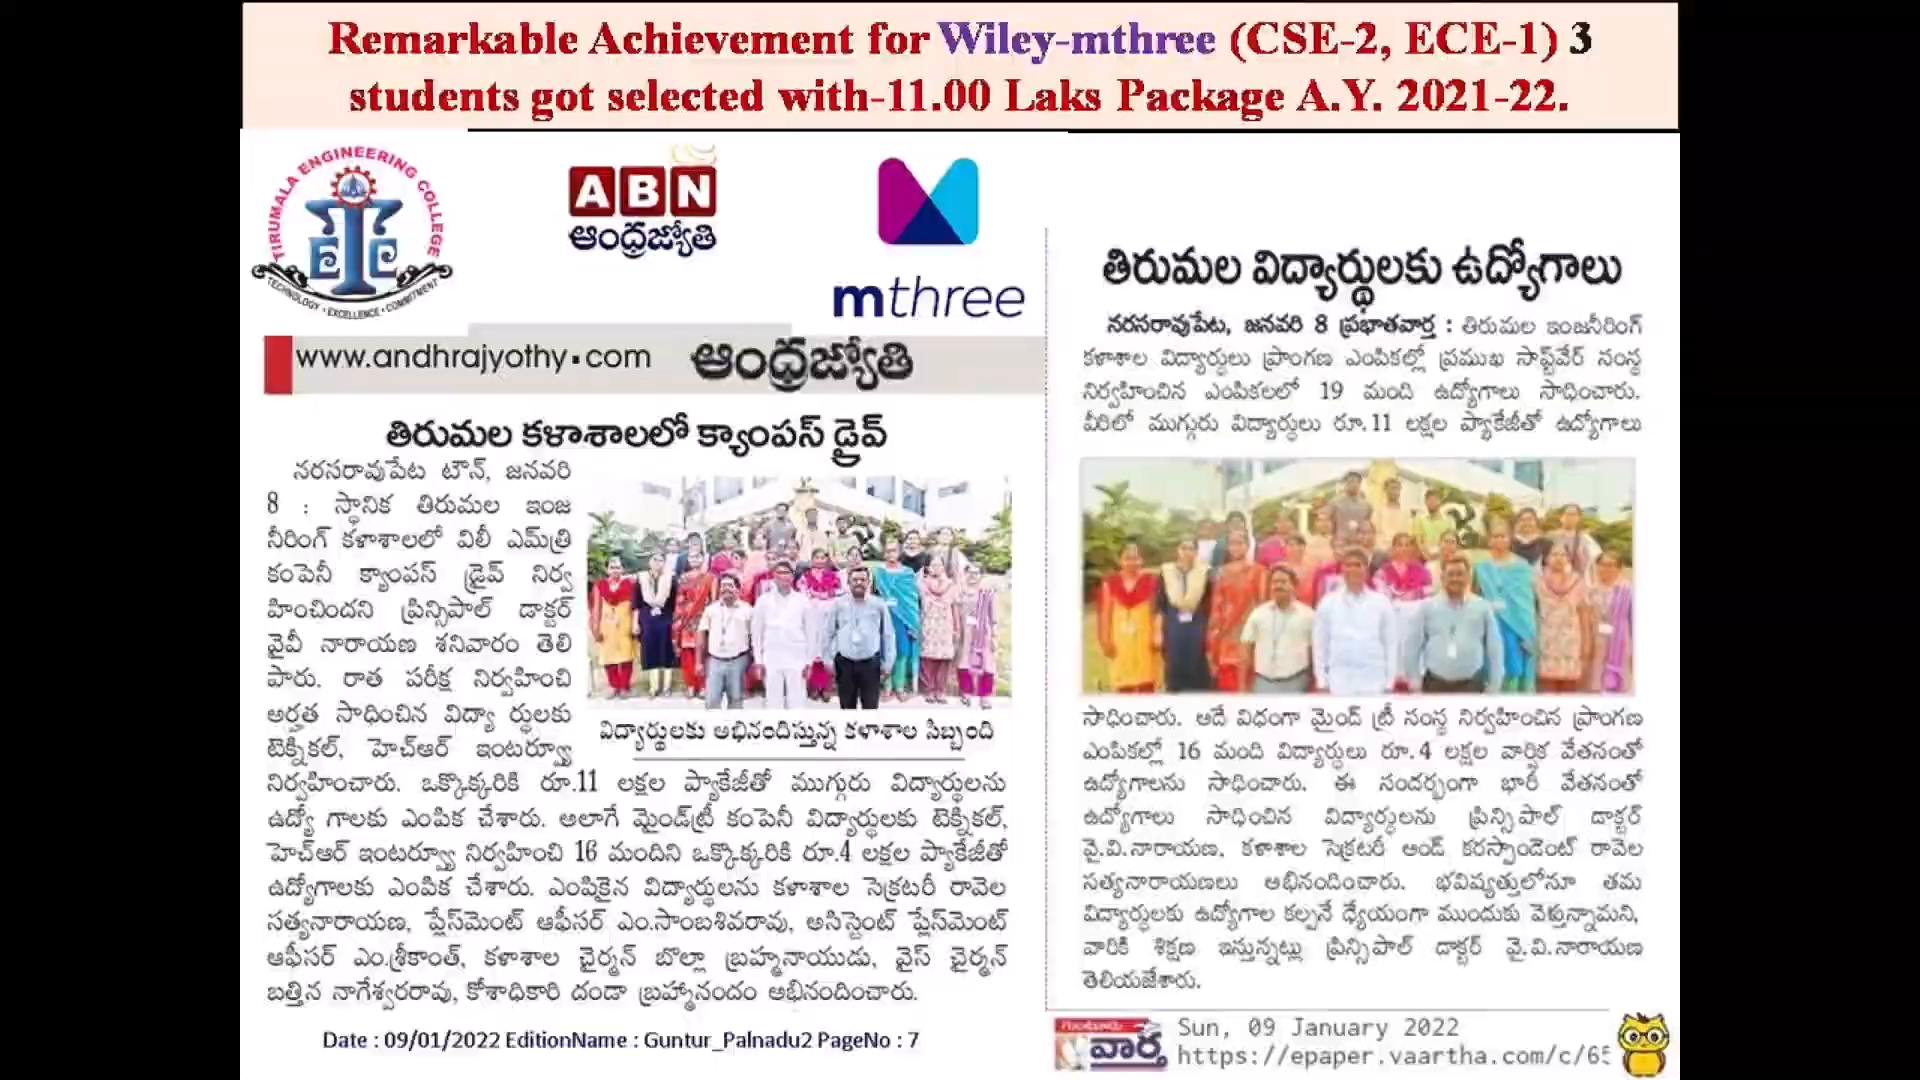 Remarkable Achievement for Wiley-mthree (CSE-2, ECE-1) 3
students got selected with-11.00 Laks Package A.Y. 2021-22.
TIRUMALA ENGINEERING COLLEGE
TECHNOLOGY • EXCELLENCE • COMMITMENT
ABN
ఆంధ్రజ్యోతి
mthree
www.andhrajyothy.com ఆంధ్రజ్యోతి
తిరుమల కళాశాలలో క్యాంపస్ డ్రైవ్
నరసరావుపేట టౌన్, జనవరి
8 : స్థానిక తిరుమల ఇంజ
నీరింగ్ కళాశాలలో విలీ ఎమ్‌త్రి
కంపెనీ క్యాంపస్ డ్రైవ్ నిర్వ
హించిందని ప్రిన్సిపాల్ డాక్టర్
వైవీ నారాయణ శనివారం తెలి
పారు. రాత పరీక్ష నిర్వహించి
అర్హత సాధించిన విద్యా ర్థులకు
టెక్నికల్, హెచ్ఆర్ ఇంటర్వ్యూ
నిర్వహించారు. ఒక్కొక్కరికి రూ.11 లక్షల ప్యాకేజీతో ముగ్గురు విద్యార్థులను
ఉద్యో గాలకు ఎంపిక చేశారు. అలాగే మైండ్‌ట్రీ కంపెనీ విద్యార్థులకు టెక్నికల్,
హెచ్ఆర్ ఇంటర్వ్యూ నిర్వహించి 16 మందిని ఒక్కొక్కరికి రూ.4 లక్షల ప్యాకేజీతో
ఉద్యోగాలకు ఎంపిక చేశారు. ఎంపికైన విద్యార్థులను కళాశాల సెక్రటరీ రావెల
సత్యనారాయణ, ప్లేస్‌మెంట్ ఆఫీసర్ ఎం.సాంబశివరావు, అసిస్టెంట్ ప్లేస్‌మెంట్
ఆఫీసర్ ఎం.శ్రీకాంత్, కళాశాల చైర్మన్ బొల్లా బ్రహ్మనాయుడు, వైస్ చైర్మన్
బత్తిన నాగేశ్వరరావు, కోశాధికారి దండా బ్రహ్మానందం అభినందించారు.
విద్యార్థులకు అభినందిస్తున్న కళాశాల సిబ్బంది
Date : 09/01/2022 EditionName : Guntur_Palnadu2 PageNo : 7
తిరుమల విద్యార్థులకు ఉద్యోగాలు
నరసరావుపేట, జనవరి 8 ప్రభాతవార్త : తిరుమల ఇంజనీరింగ్
కళాశాల విద్యార్థులు ప్రాంగణ ఎంపికల్లో ప్రముఖ సాఫ్ట్‌వేర్ సంస్థ
నిర్వహించిన ఎంపికలలో 19 మంది ఉద్యోగాలు సాధించారు.
వీరిలో ముగ్గురు విద్యార్థులు రూ.11 లక్షల ప్యాకేజీతో ఉద్యోగాలు
సాధించారు. అదే విధంగా మైండ్ ట్రీ సంస్థ నిర్వహించిన ప్రాంగణ
ఎంపికల్లో 16 మంది విద్యార్థులు రూ.4 లక్షల వార్షిక వేతనంతో
ఉద్యోగాలను సాధించారు. ఈ సందర్భంగా భారీ వేతనంతో
ఉద్యోగాలు సాధించిన విద్యార్థులను ప్రిన్సిపాల్ డాక్టర్
వై.వి.నారాయణ, కళాశాల సెక్రటరీ అండ్ కరస్పాండెంట్ రావెల
సత్యనారాయణలు అభినందించారు. భవిష్యత్తులోనూ తమ
విద్యార్థులకు ఉద్యోగాల కల్పనే ధ్యేయంగా ముందుకు వెళ్తున్నామని,
వారికి శిక్షణ ఇస్తున్నట్లు ప్రిన్సిపాల్ డాక్టర్ వై.వి.నారాయణ
తెలియజేశారు.
వార్త
Sun, 09 January 2022
https://epaper.vaartha.com/c/65